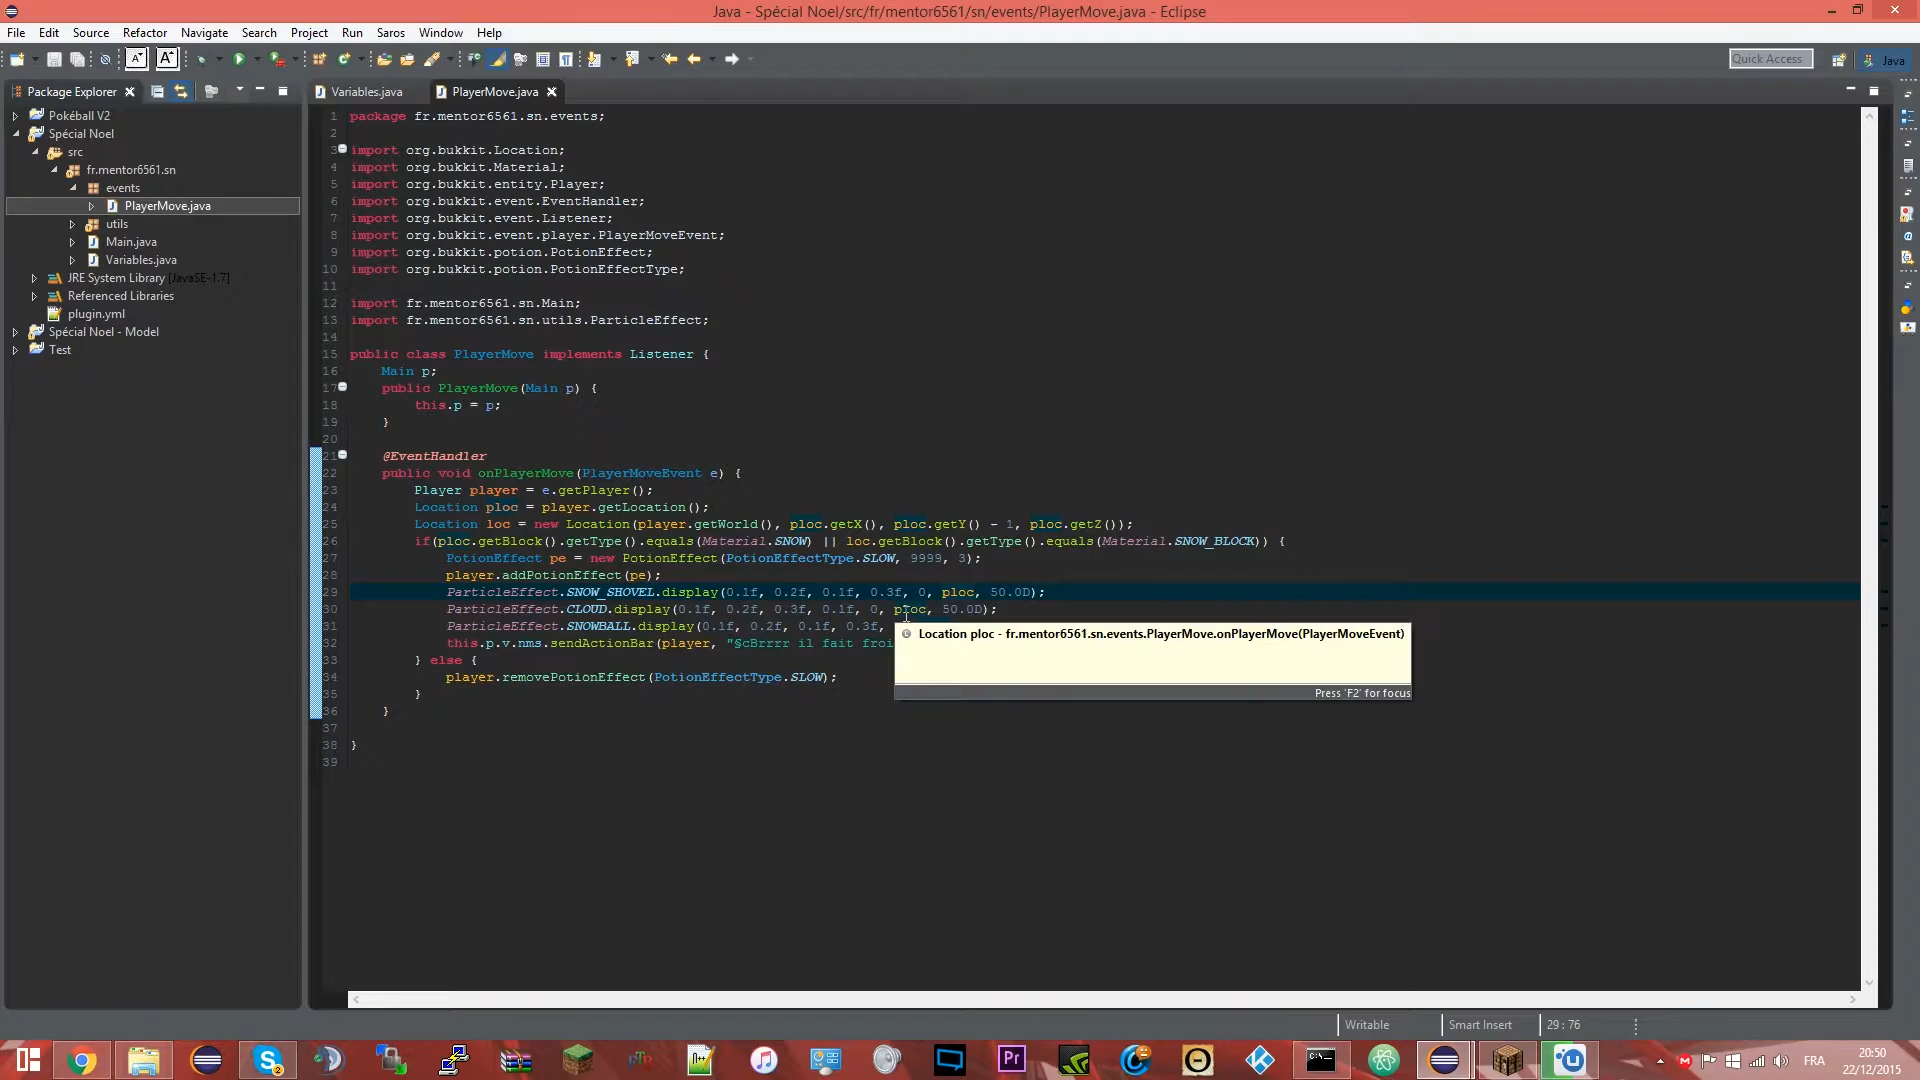 Java - Spécial Noel/src/fr/mentor6561/sn/events/PlayerMove.java - Eclipse
File Edit Source Refactor Navigate Search Project Run Saros Window Help
Quick Access
Java
Package Explorer
Variables.java
PlayerMove.java
Pokéball V2
Spécial Noel
src
fr.mentor6561.sn
events
PlayerMove.java
utils
Main.java
Variables.java
JRE System Library [JavaSE-1.7]
Referenced Libraries
plugin.yml
Spécial Noel - Model
Test
1 package fr.mentor6561.sn.events;
2
3 import org.bukkit.Location;
4 import org.bukkit.Material;
5 import org.bukkit.entity.Player;
6 import org.bukkit.event.EventHandler;
7 import org.bukkit.event.Listener;
8 import org.bukkit.event.player.PlayerMoveEvent;
9 import org.bukkit.potion.PotionEffect;
10 import org.bukkit.potion.PotionEffectType;
11
12 import fr.mentor6561.sn.Main;
13 import fr.mentor6561.sn.utils.ParticleEffect;
14
15 public class PlayerMove implements Listener {
16 Main p;
17 public PlayerMove(Main p) {
18 this.p = p;
19 }
20
21 @EventHandler
22 public void onPlayerMove(PlayerMoveEvent e) {
23 Player player = e.getPlayer();
24 Location ploc = player.getLocation();
25 Location loc = new Location(player.getWorld(), ploc.getX(), ploc.getY() - 1, ploc.getZ());
26 if(ploc.getBlock().getType().equals(Material.SNOW) || loc.getBlock().getType().equals(Material.SNOW_BLOCK)) {
27 PotionEffect pe = new PotionEffect(PotionEffectType.SLOW, 9999, 3);
28 player.addPotionEffect(pe);
29 ParticleEffect.SNOW_SHOVEL.display(0.1f, 0.2f, 0.1f, 0.3f, 0, ploc, 50.0D);
30 ParticleEffect.CLOUD.display(0.1f, 0.2f, 0.3f, 0.1f, 0, ploc, 50.0D);
31 ParticleEffect.SNOWBALL.display(0.1f, 0.2f, 0.1f, 0.3f,
32 this.p.v.nms.sendActionBar(player, "§cBrrrr il fait froi
33 } else {
34 player.removePotionEffect(PotionEffectType.SLOW);
35 }
36 }
37
38 }
39
Location ploc - fr.mentor6561.sn.events.PlayerMove.onPlayerMove(PlayerMoveEvent)
Press 'F2' for focus
Writable
Smart Insert
29 : 76
FRA
20:50
22/12/2015